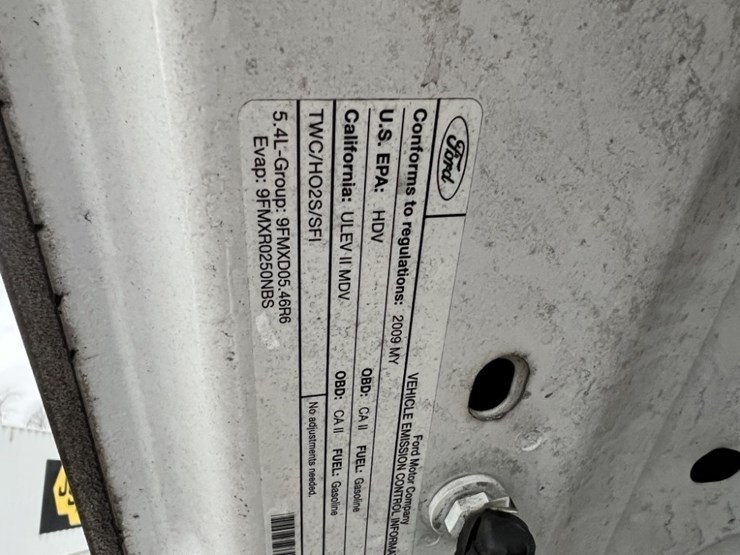 Ford
Ford Motor Company
VEHICLE EMISSION CONTROL INFORMA
Conforms to regulations: 2009 MY
U.S. EPA: HDV OBD: CA II FUEL: Gasoline
California: ULEV II MDV OBD: CA II FUEL: Gasoline
TWC/HO2S/SFI No adjustments needed.
5.4L-Group: 9FMXD05.46R6
Evap: 9FMXR0250NBS